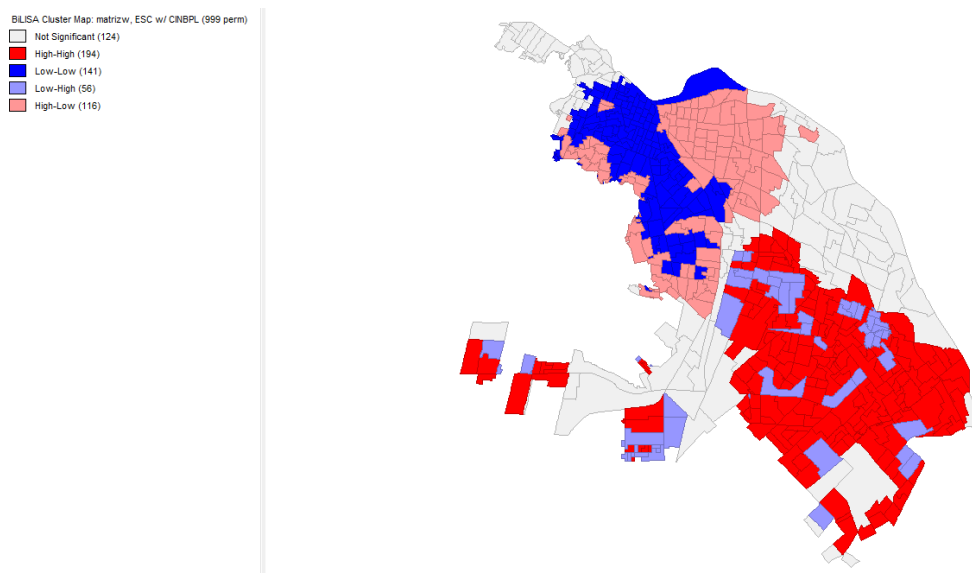 BiLISA Cluster Map: matrizw, ESC w/ CINBPL (999 perm)
Not Significant (124)
High-High (194)
Low-Low (141)
Low-High (56)
High-Low (116)